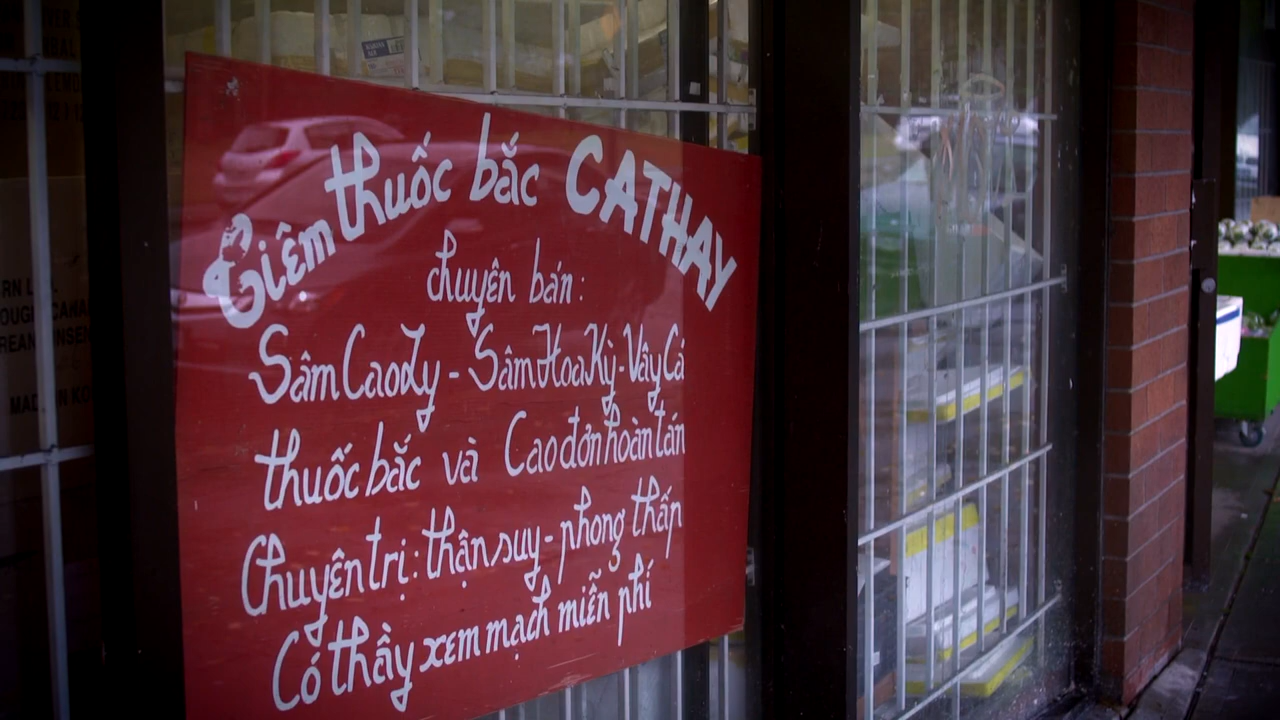 Giêm thuốc bắc CATHAY
chuyên bán:
Sâm Cao Ly - Sâm Hoa Kỳ - Vây Cá
thuốc bắc và Cao đơn hoàn tán
Chuyên trị: thận suy - phong thấp
Có thầy xem mạch miễn phí